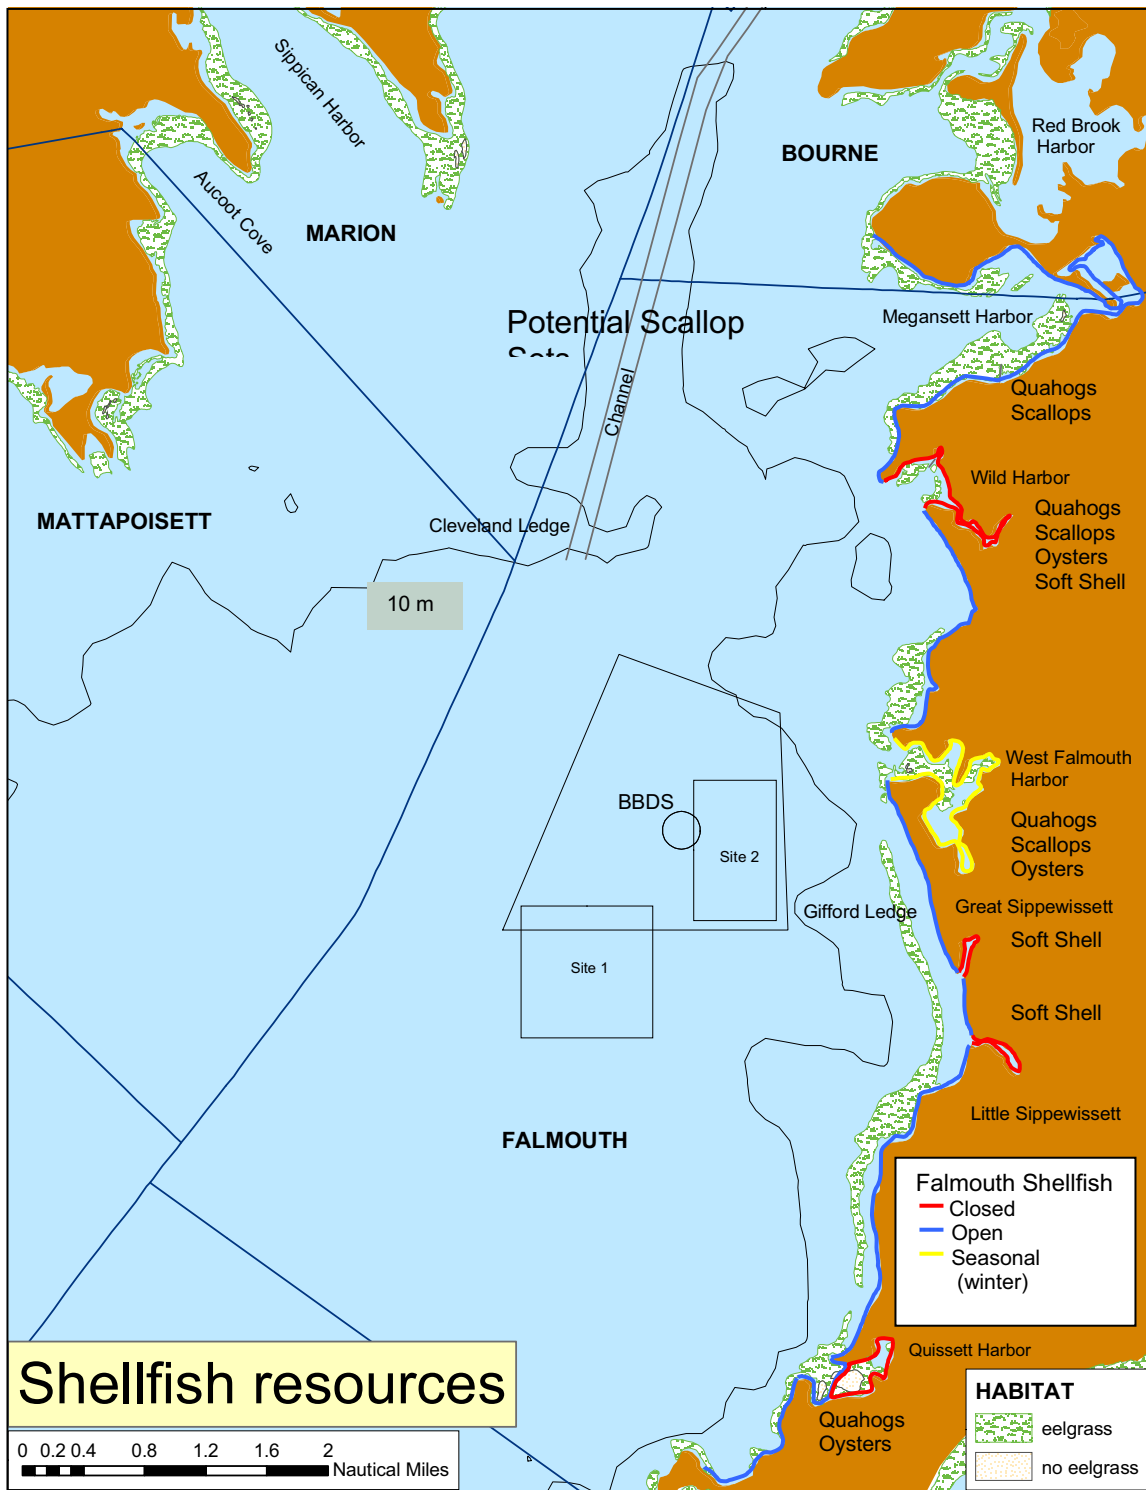 Sippican Harbor
Red Brook
Harbor
BOURNE
Aucoot Cove
MARION
Megansett Harbor
Potential Scallop
Sets
Channel
Quahogs
Scallops
Wild Harbor
MATTAPOISETT
Cleveland Ledge
Quahogs
Scallops
Oysters
Soft Shell
10 m
West Falmouth
Harbor
BBDS
Quahogs
Scallops
Oysters
Site 2
Gifford Ledge
Great Sippewissett
Soft Shell
Site 1
Soft Shell
Little Sippewissett
FALMOUTH
Falmouth Shellfish
Closed
Open
Seasonal
(winter)
Quissett Harbor
Shellfish resources
HABITAT
eelgrass
no eelgrass
Quahogs
Oysters
0 0.2 0.4 0.8 1.2 1.6 2
Nautical Miles